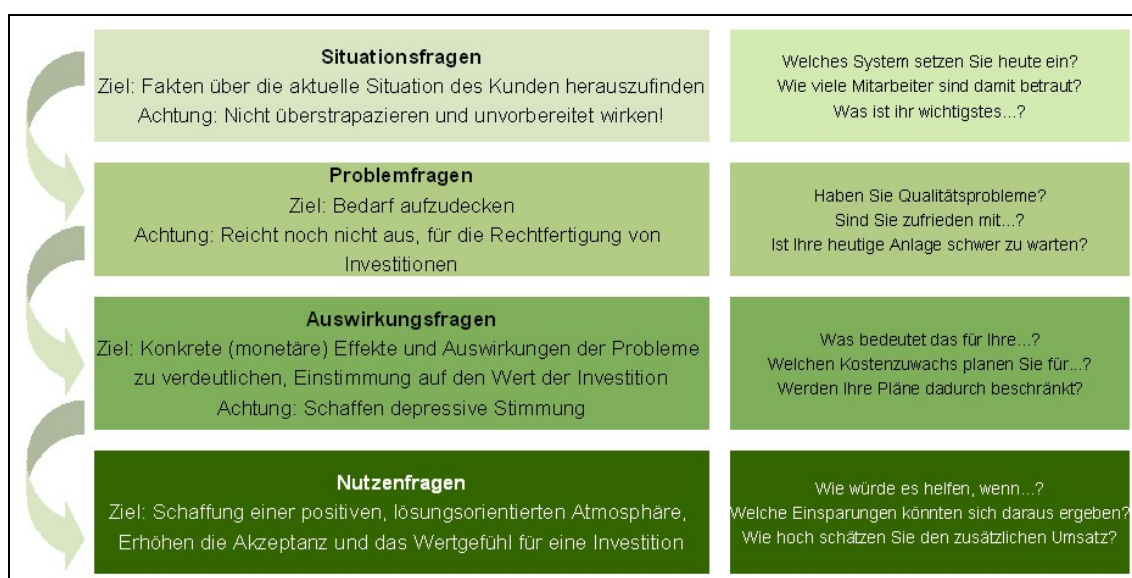 Situationsfragen
Ziel: Fakten über die aktuelle Situation des Kunden herauszufinden
Achtung: Nicht überstrapazieren und unvorbereitet wirken!
Welches System setzen Sie heute ein?
Wie viele Mitarbeiter sind damit betraut?
Was ist ihr wichtigstes...?
Problemfragen
Ziel: Bedarf aufzudecken
Achtung: Reicht noch nicht aus, für die Rechtfertigung von
Investitionen
Haben Sie Qualitätsprobleme?
Sind Sie zufrieden mit...?
Ist Ihre heutige Anlage schwer zu warten?
Auswirkungsfragen
Ziel: Konkrete (monetäre) Effekte und Auswirkungen der Probleme
zu verdeutlichen, Einstimmung auf den Wert der Investition
Achtung: Schaffen depressive Stimmung
Was bedeutet das für Ihre...?
Welchen Kostenzuwachs planen Sie für...?
Werden Ihre Pläne dadurch beschränkt?
Nutzenfragen
Ziel: Schaffung einer positiven, lösungsorientierten Atmosphäre,
Erhöhen die Akzeptanz und das Wertgefühl für eine Investition
Wie würde es helfen, wenn...?
Welche Einsparungen könnten sich daraus ergeben?
Wie hoch schätzen Sie den zusätzlichen Umsatz?